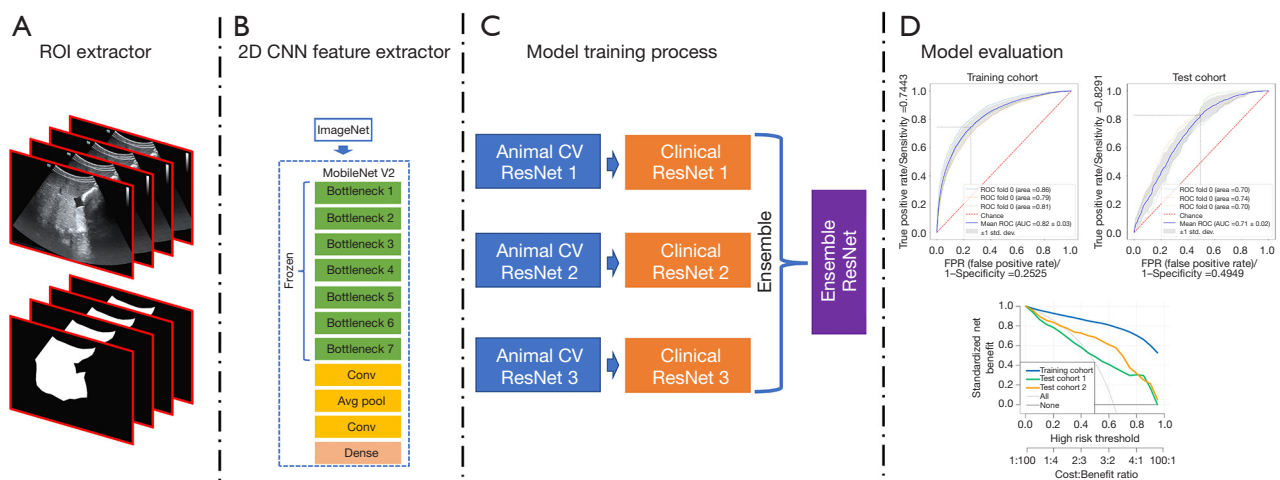 A
ROI extractor
B
2D CNN feature extractor
ImageNet
MobileNet V2
Frozen
Bottleneck 1
Bottleneck 2
Bottleneck 3
Bottleneck 4
Bottleneck 5
Bottleneck 6
Bottleneck 7
Conv
Avg pool
Conv
Dense
C
Model training process
Animal CV
ResNet 1
Clinical
ResNet 1
Animal CV
ResNet 2
Clinical
ResNet 2
Animal CV
ResNet 3
Clinical
ResNet 3
Ensemble
Ensemble
ResNet
D
Model evaluation
Training cohort
True positive rate/Sensitivity =0.7443
1.0
0.8
0.6
0.4
0.2
0.0
ROC fold 0 (area =0.86)
ROC fold 0 (area =0.79)
ROC fold 0 (area =0.81)
Chance
Mean ROC (AUC =0.82 ± 0.03)
±1 std. dev.
0.0 0.2 0.4 0.6 0.8 1.0
FPR (false positive rate)/
1–Specificity =0.2525
Test cohort
True positive rate/Sensitivity =0.8291
1.0
0.8
0.6
0.4
0.2
0.0
ROC fold 0 (area =0.70)
ROC fold 0 (area =0.74)
ROC fold 0 (area =0.70)
Chance
Mean ROC (AUC =0.71 ± 0.02)
±1 std. dev.
0.0 0.2 0.4 0.6 0.8 1.0
FPR (false positive rate)/
1–Specificity =0.4949
Standardized net
benefit
1.0
0.8
0.6
0.4
0.2
0.0
Training cohort
Test cohort 1
Test cohort 2
All
None
0.0 0.2 0.4 0.6 0.8 1.0
High risk threshold
1:100 1:4 2:3 3:2 4:1 100:1
Cost:Benefit ratio